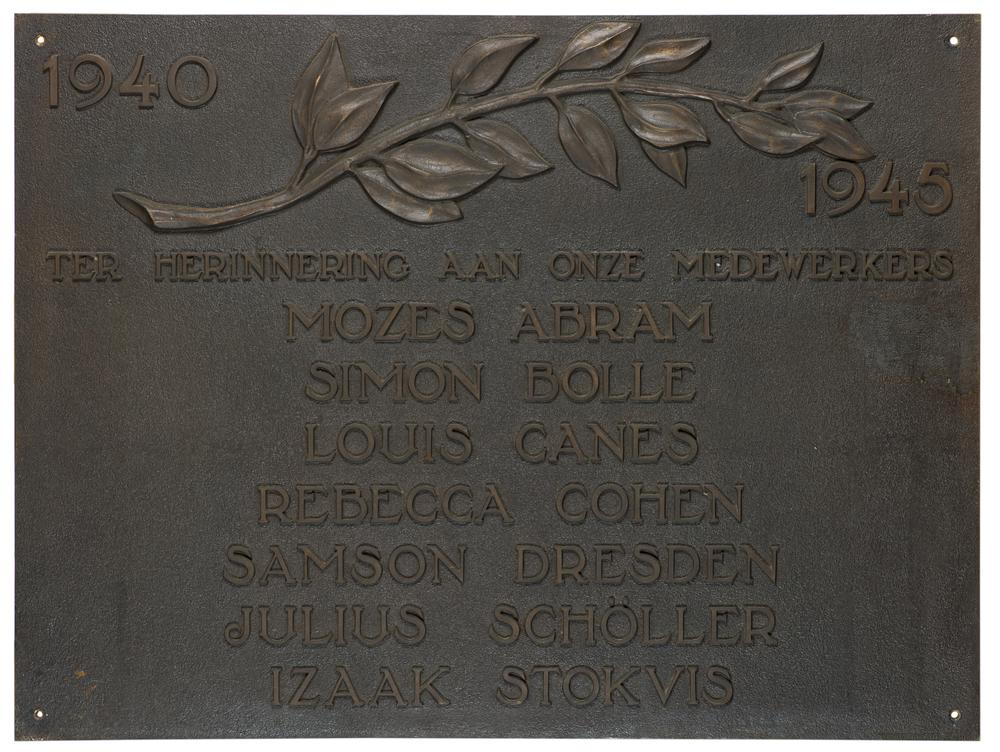 1940
1945
TER HERINNERING AAN ONZE MEDEWERKERS
MOZES ABRAM
SIMON BOLLE
LOUIS CANES
REBECCA COHEN
SAMSON DRESDEN
JULIUS SCHÖLLER
IZAAK STOKVIS